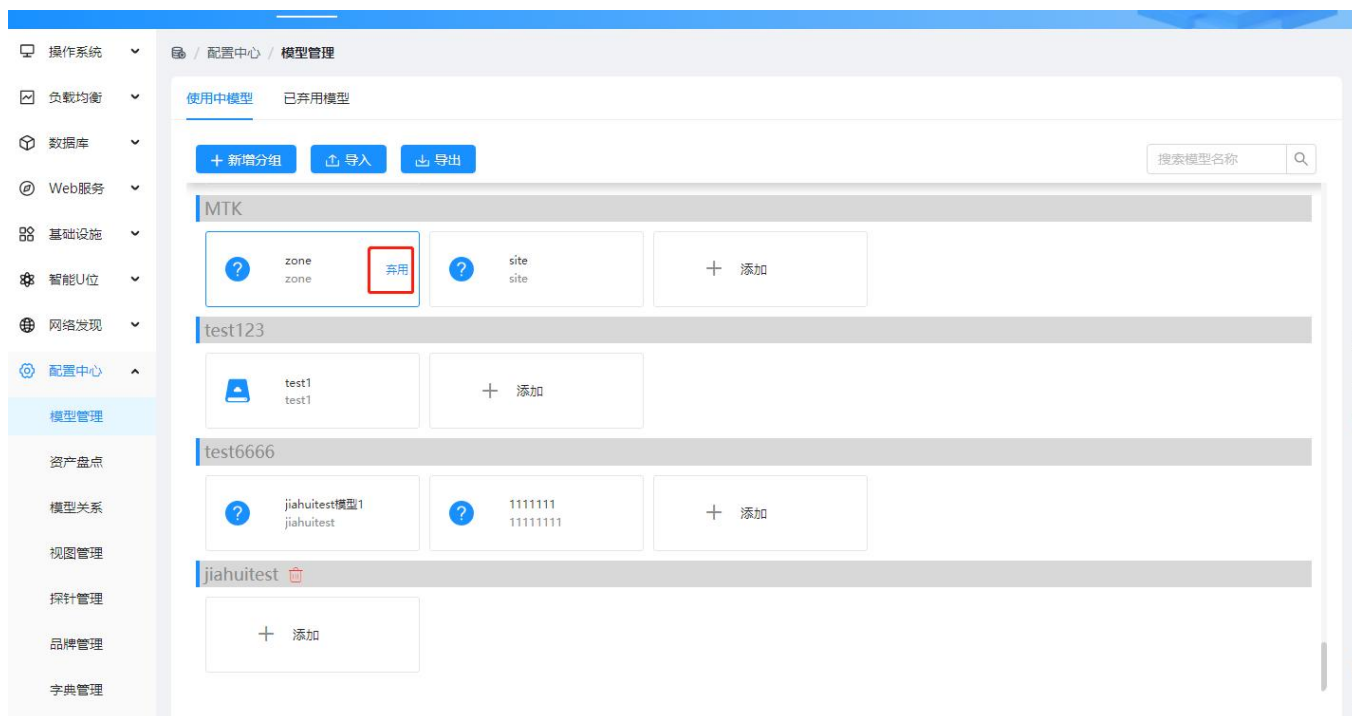 操作系统
负载均衡
数据库
Web服务
基础设施
智能U位
网络发现
配置中心
模型管理
资产盘点
模型关系
视图管理
探针管理
品牌管理
字典管理
/ 配置中心 / 模型管理
使用中模型 已弃用模型
+ 新增分组 导入 导出 搜索模型名称
MTK
zone
zone
弃用
site
site
+ 添加
test123
test1
test1
+ 添加
test6666
jiahuitest模型1
jiahuitest
1111111
11111111
+ 添加
jiahuitest
+ 添加